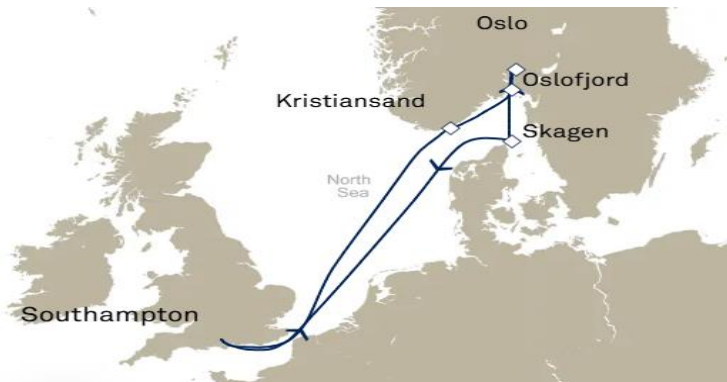 Oslo
Oslofjord
Kristiansand
Skagen
North
Sea
Southampton